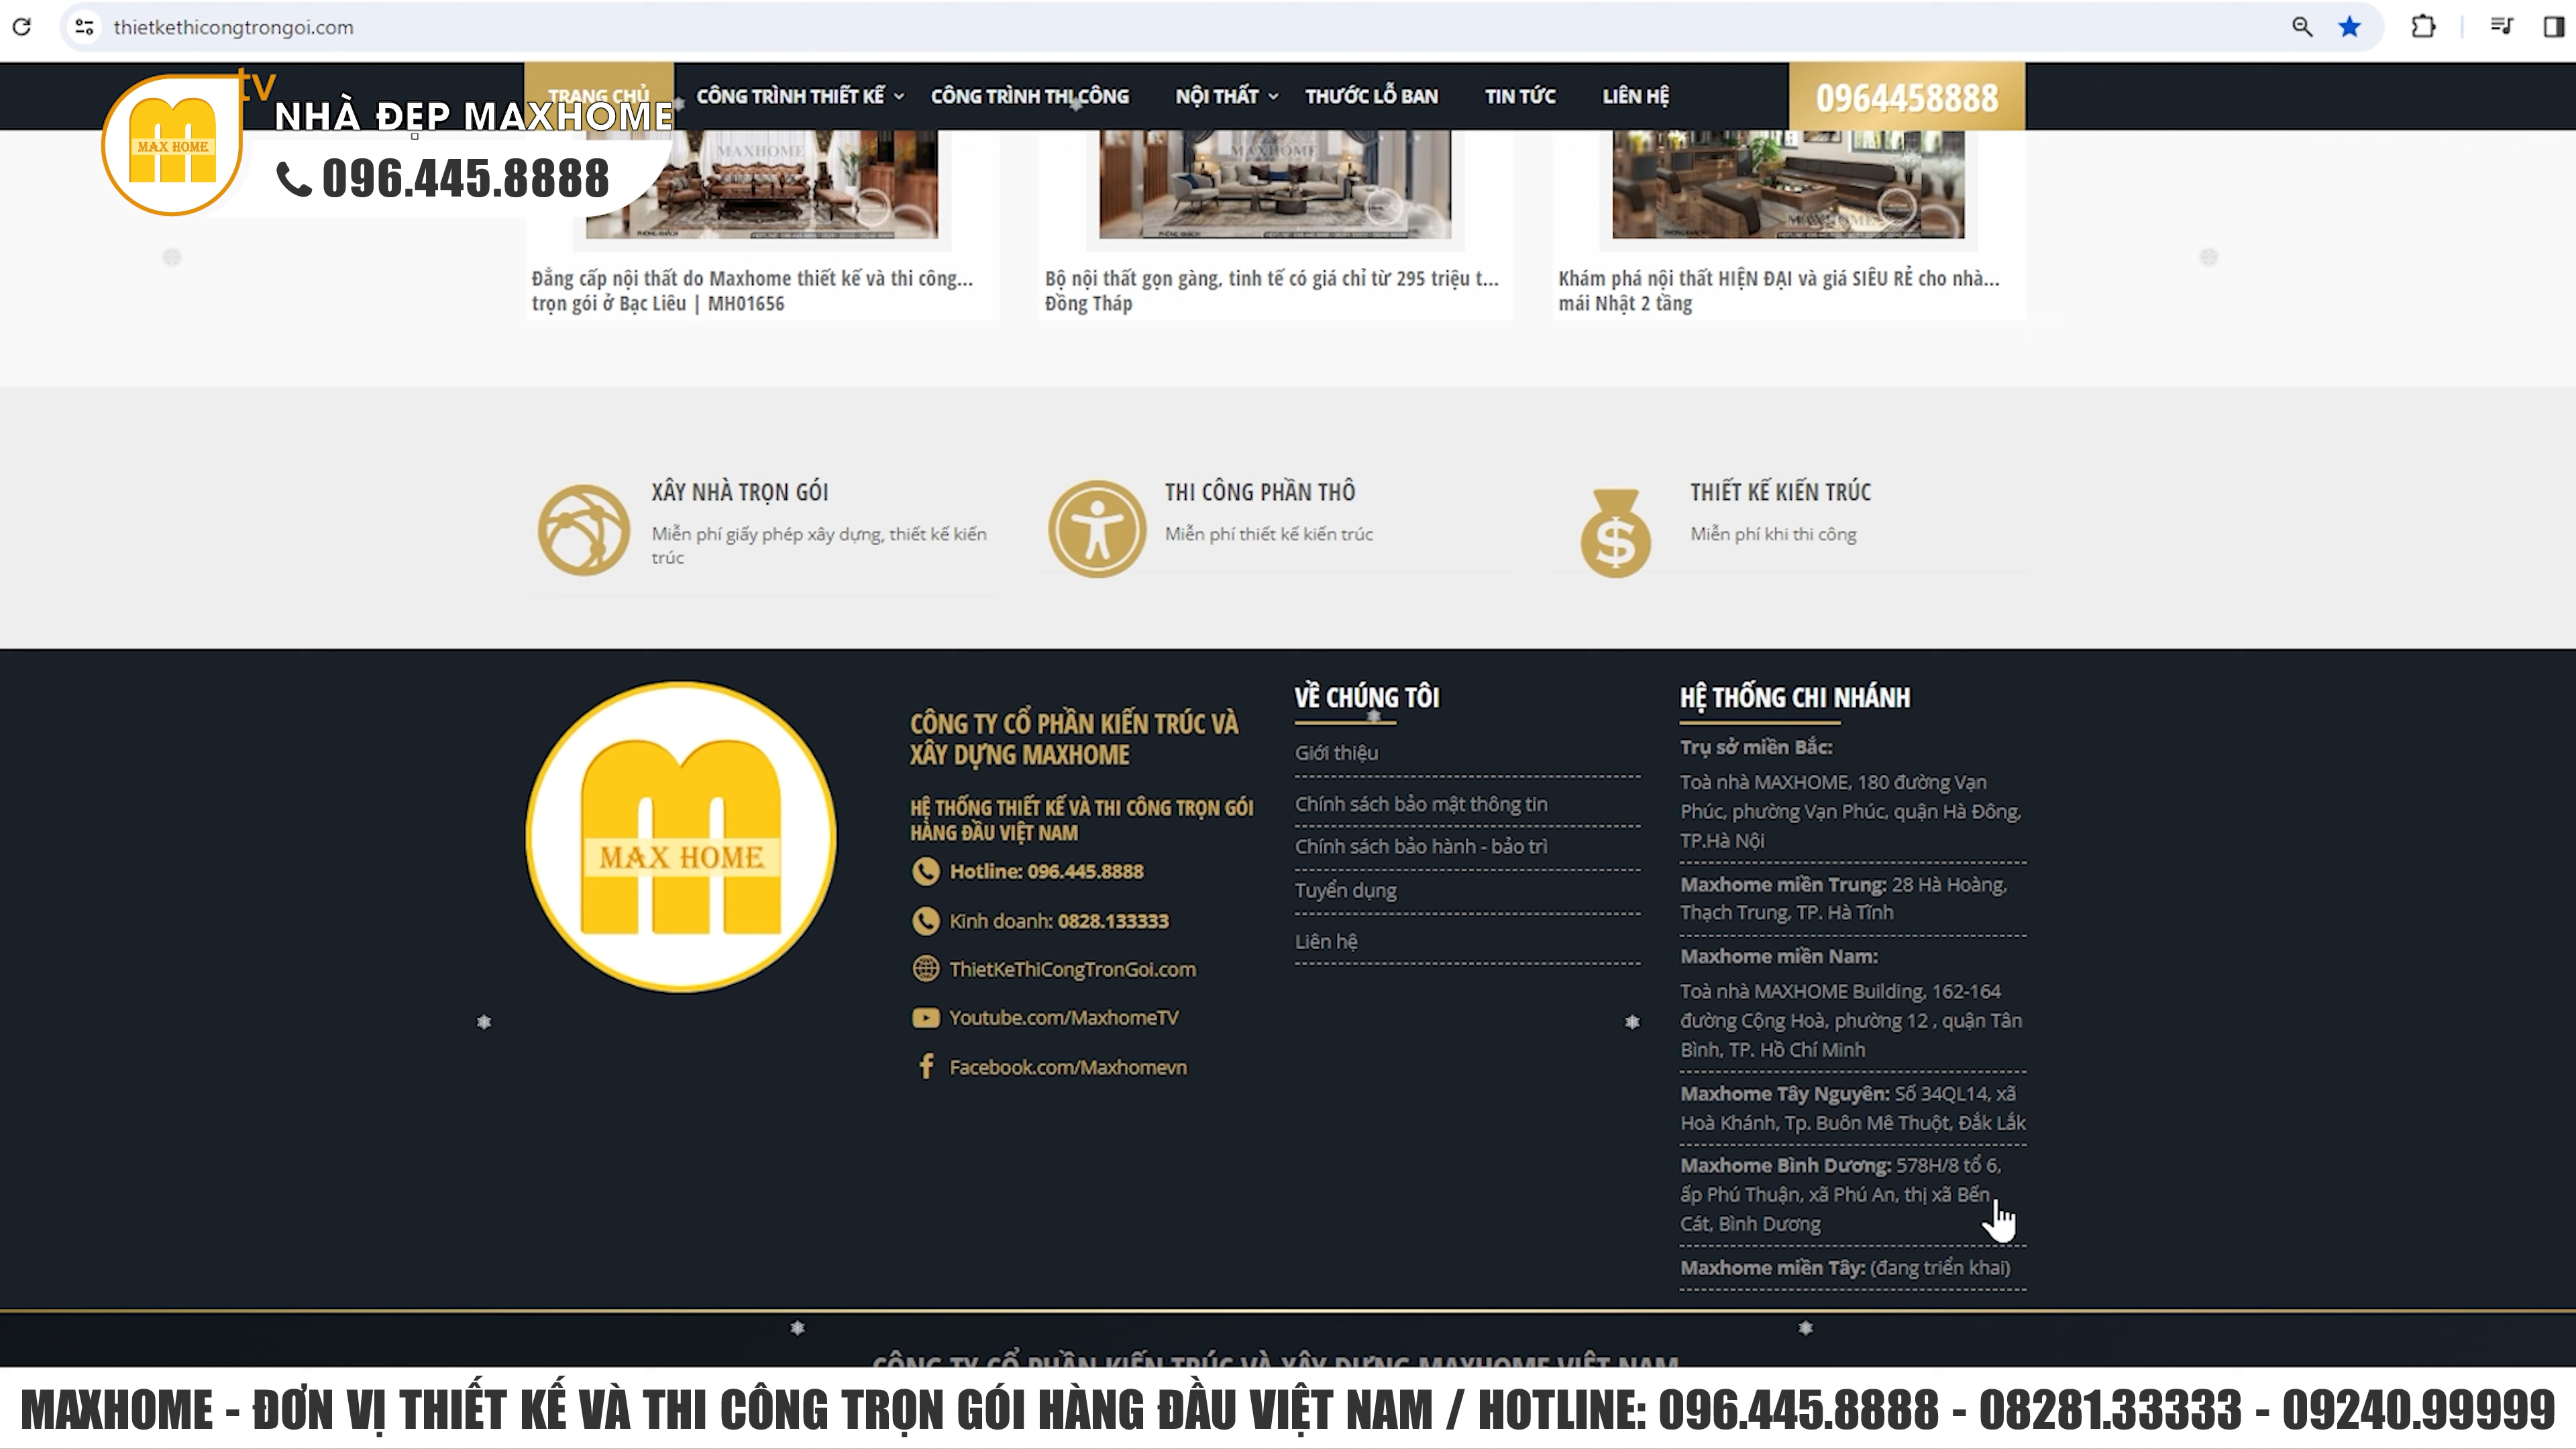 thietkethicongtrongoi.com
tv
NHÀ ĐẸP MAXHOME
MAX HOME
096.445.8888
TRANG CHỦ
CÔNG TRÌNH THIẾT KẾ
CÔNG TRÌNH THI CÔNG
NỘI THẤT
THƯỚC LỖ BAN
TIN TỨC
LIÊN HỆ
0964458888
MAXHOME
MAXHOME
MAXHOME
Đẳng cấp nội thất do Maxhome thiết kế và thi công...
trọn gói ở Bạc Liêu | MH01656
Bộ nội thất gọn gàng, tinh tế có giá chỉ từ 295 triệu t...
Đồng Tháp
Khám phá nội thất HIỆN ĐẠI và giá SIÊU RẺ cho nhà...
mái Nhật 2 tầng
XÂY NHÀ TRỌN GÓI
Miễn phí giấy phép xây dựng, thiết kế kiến
trúc
THI CÔNG PHẦN THÔ
Miễn phí thiết kế kiến trúc
THIẾT KẾ KIẾN TRÚC
Miễn phí khi thi công
MAX HOME
CÔNG TY CỔ PHẦN KIẾN TRÚC VÀ
XÂY DỰNG MAXHOME
HỆ THỐNG THIẾT KẾ VÀ THI CÔNG TRỌN GÓI
HÀNG ĐẦU VIỆT NAM
Hotline: 096.445.8888
Kinh doanh: 0828.133333
ThietKeThiCongTronGoi.com
Youtube.com/MaxhomeTV
Facebook.com/Maxhomevn
VỀ CHÚNG TÔI
Giới thiệu
Chính sách bảo mật thông tin
Chính sách bảo hành - bảo trì
Tuyển dụng
Liên hệ
HỆ THỐNG CHI NHÁNH
Trụ sở miền Bắc:
Toà nhà MAXHOME, 180 đường Vạn
Phúc, phường Vạn Phúc, quận Hà Đông,
TP.Hà Nội
Maxhome miền Trung: 28 Hà Hoàng,
Thạch Trung, TP. Hà Tĩnh
Maxhome miền Nam:
Toà nhà MAXHOME Building, 162-164
đường Cộng Hoà, phường 12 , quận Tân
Bình, TP. Hồ Chí Minh
Maxhome Tây Nguyên: Số 34QL14, xã
Hoà Khánh, Tp. Buôn Mê Thuột, Đắk Lắk
Maxhome Bình Dương: 578H/8 tổ 6,
ấp Phú Thuận, xã Phú An, thị xã Bến
Cát, Bình Dương
Maxhome miền Tây: (đang triển khai)
CÔNG TY CỔ PHẦN KIẾN TRÚC VÀ XÂY DỰNG MAXHOME VIỆT NAM
MAXHOME - ĐƠN VỊ THIẾT KẾ VÀ THI CÔNG TRỌN GÓI HÀNG ĐẦU VIỆT NAM / HOTLINE: 096.445.8888 - 08281.33333 - 09240.99999